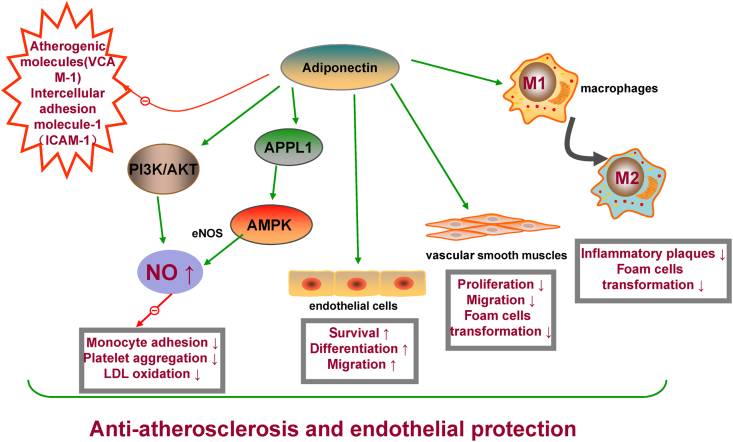 Atherogenic
molecules(VCA
M-1)
Intercellular
adhesion
molecule-1
（ICAM-1）
Adiponectin
M1
macrophages
M2
PI3K/AKT
APPL1
AMPK
eNOS
NO ↑
vascular smooth muscles
endothelial cells
Monocyte adhesion ↓
Platelet aggregation ↓
LDL oxidation ↓
Survival ↑
Differentiation ↑
Migration ↑
Proliferation ↓
Migration ↓
Foam cells
transformation ↓
Inflammatory plaques ↓
Foam cells
transformation ↓
Anti-atherosclerosis and endothelial protection